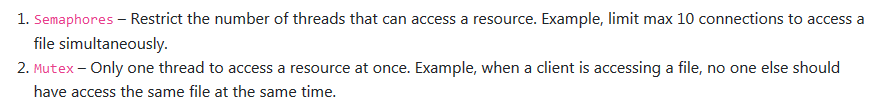 1. Semaphores – Restrict the number of threads that can access a resource. Example, limit max 10 connections to access a
file simultaneously.
2. Mutex – Only one thread to access a resource at once. Example, when a client is accessing a file, no one else should
have access the same file at the same time.